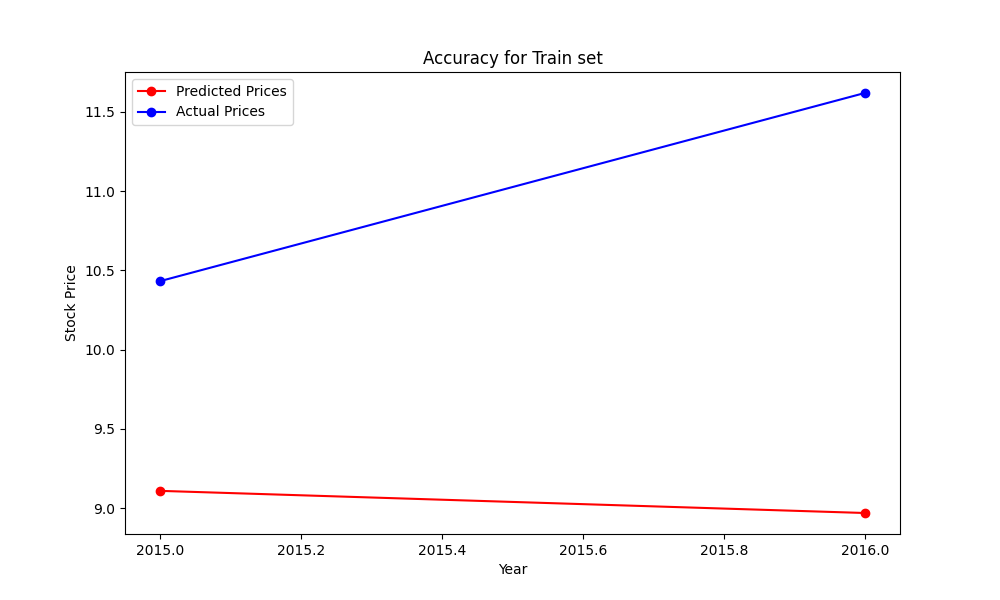 Accuracy for Train set
Predicted Prices
Actual Prices
11.5
11.0
10.5
10.0
9.5
9.0
Stock Price
2015.0 2015.2 2015.4 2015.6 2015.8 2016.0
Year